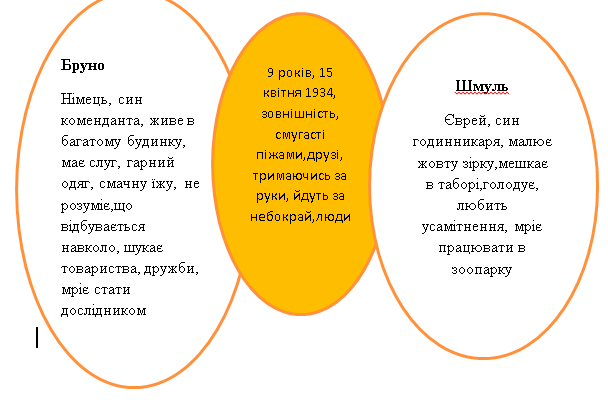 Бруно
Німець, син
коменданта, живе в
багатому будинку,
має слуг, гарний
одяг, смачну їжу, не
розуміє,що
відбувається
навколо, шукає
товариства, дружби,
мріє стати
дослідником
9 років, 15
квітня 1934,
зовнішність,
смугасті
піжами,друзі,
тримаючись за
руки, йдуть за
небокрай,люди
Шмуль
Єврей, син
годинникаря, малює
жовту зірку,мешкає
в таборі,голодує,
любить
усамітнення, мріє
працювати в
зоопарку